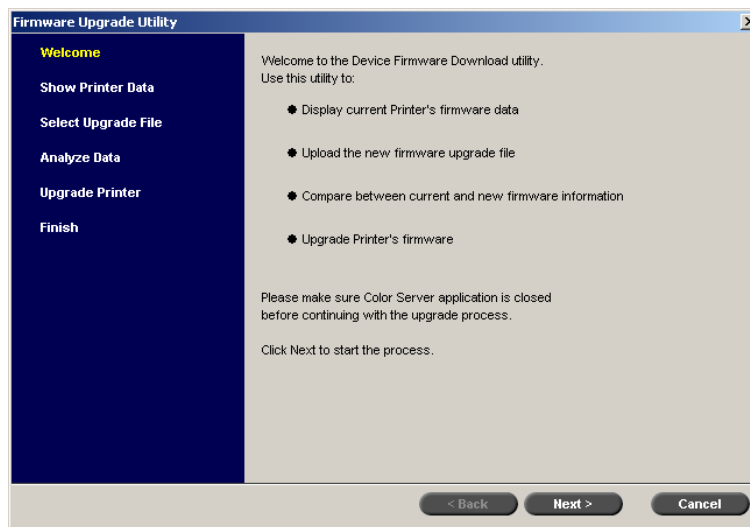 Firmware Upgrade Utility
Welcome
Show Printer Data
Select Upgrade File
Analyze Data
Upgrade Printer
Finish
Welcome to the Device Firmware Download utility.
Use this utility to:
Display current Printer's firmware data
Upload the new firmware upgrade file
Compare between current and new firmware information
Upgrade Printer's firmware
Please make sure Color Server application is closed
before continuing with the upgrade process.
Click Next to start the process.
< Back
Next >
Cancel